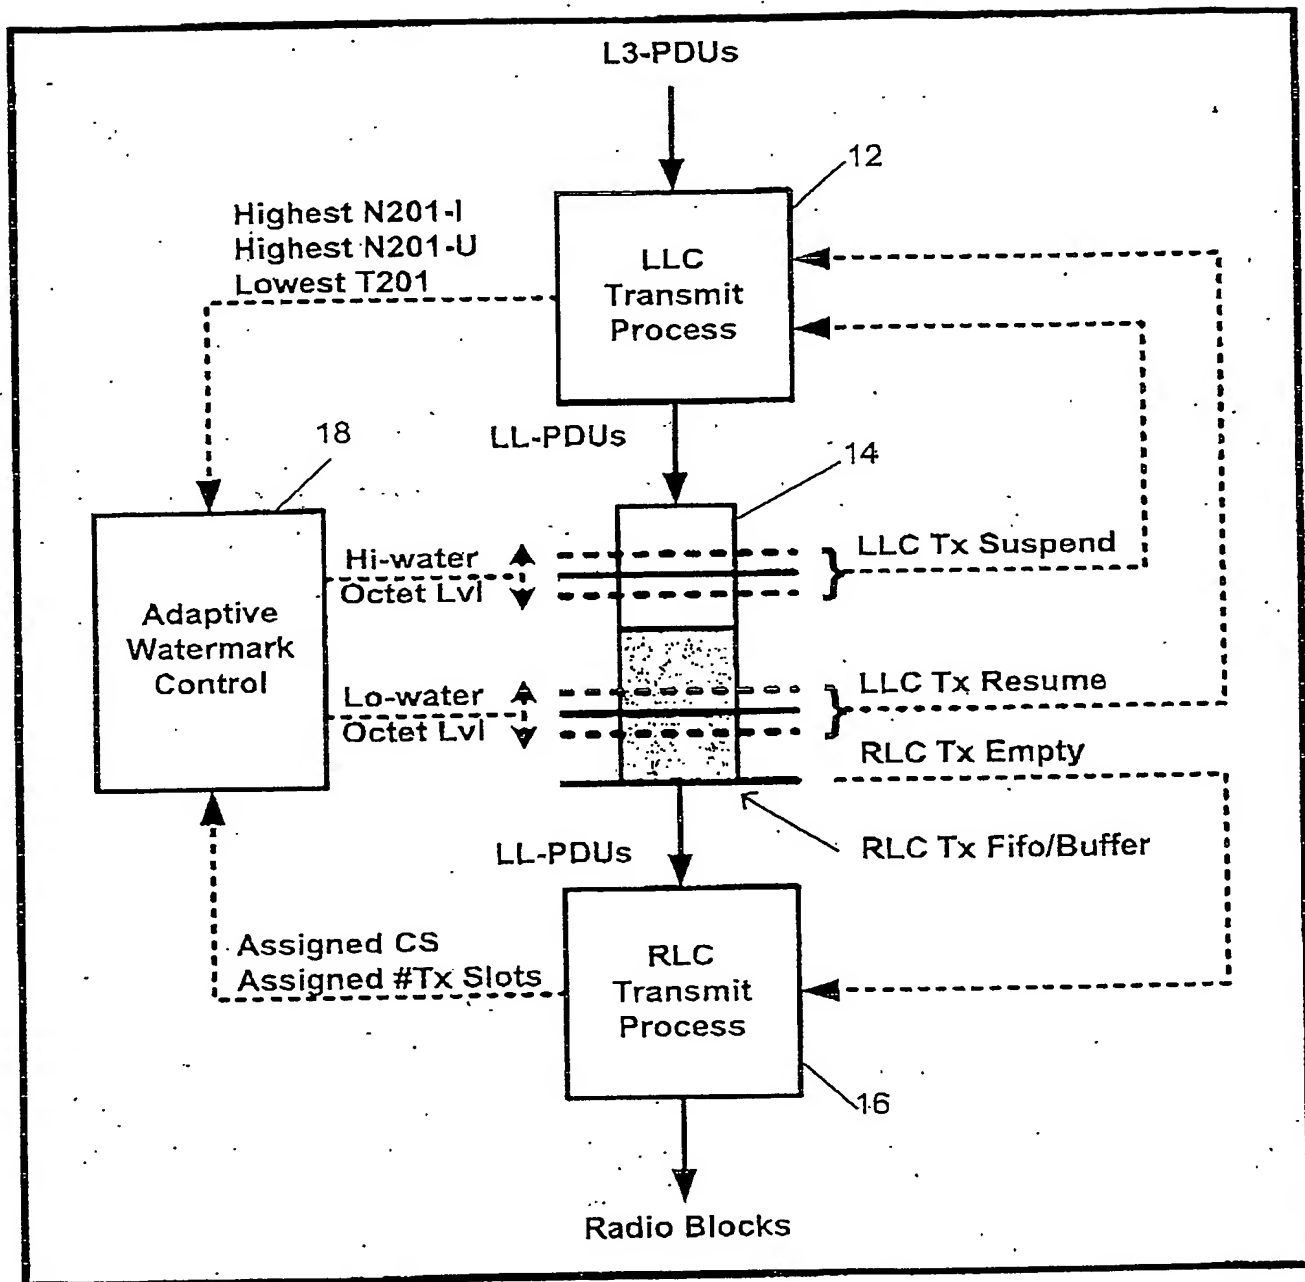 L3-PDUs
12
Highest N201-I
Highest N201-U
Lowest T201
LLC
Transmit
Process
LL-PDUs
18
14
Hi-water
Octet Lvl
LLC Tx Suspend
Adaptive
Watermark
Control
Lo-water
Octet Lvl
LLC Tx Resume
RLC Tx Empty
RLC Tx Fifo/Buffer
LL-PDUs
Assigned CS
Assigned #Tx Slots
RLC
Transmit
Process
16
Radio Blocks